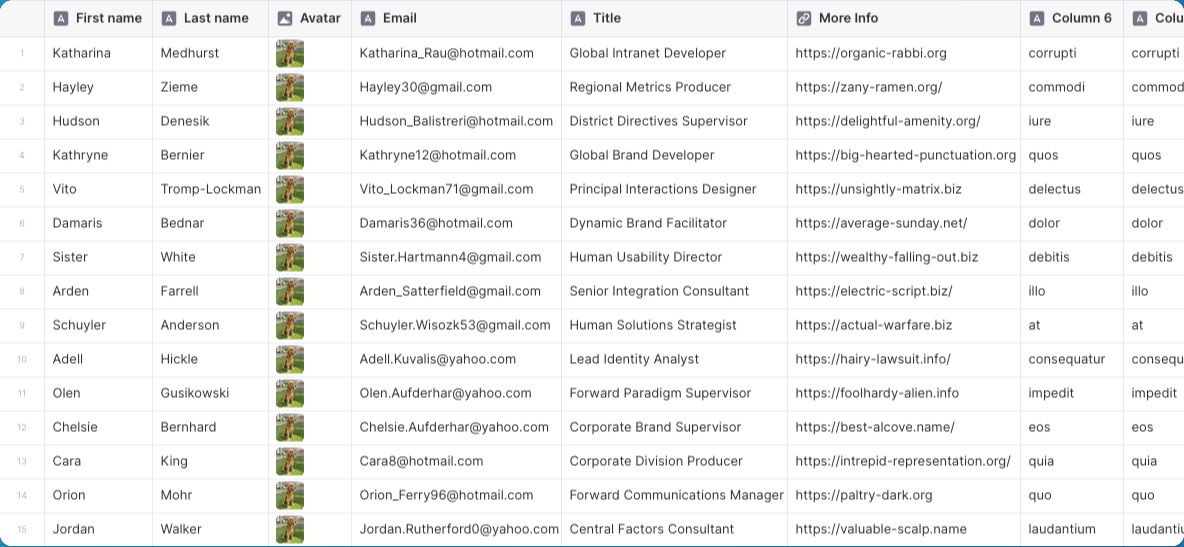 First name Last name Avatar Email Title More Info Column 6 Colu
1 Katharina Medhurst Katharina_Rau@hotmail.com Global Intranet Developer https://organic-rabbi.org corrupti corrupti
2 Hayley Zieme Hayley30@gmail.com Regional Metrics Producer https://zany-ramen.org/ commodi commod
3 Hudson Denesik Hudson_Balistreri@hotmail.com District Directives Supervisor https://delightful-amenity.org/ iure iure
4 Kathryne Bernier Kathryne12@hotmail.com Global Brand Developer https://big-hearted-punctuation.org quos quos
5 Vito Tromp-Lockman Vito_Lockman71@gmail.com Principal Interactions Designer https://unsightly-matrix.biz delectus delectus
6 Damaris Bednar Damaris36@hotmail.com Dynamic Brand Facilitator https://average-sunday.net/ dolor dolor
7 Sister White Sister.Hartmann4@gmail.com Human Usability Director https://wealthy-falling-out.biz debitis debitis
8 Arden Farrell Arden_Satterfield@gmail.com Senior Integration Consultant https://electric-script.biz/ illo illo
9 Schuyler Anderson Schuyler.Wisozk53@gmail.com Human Solutions Strategist https://actual-warfare.biz at at
10 Adell Hickle Adell.Kuvalis@yahoo.com Lead Identity Analyst https://hairy-lawsuit.info/ consequatur consequ
11 Olen Gusikowski Olen.Aufderhar@yahoo.com Forward Paradigm Supervisor https://foolhardy-alien.info impedit impedit
12 Chelsie Bernhard Chelsie.Aufderhar@yahoo.com Corporate Brand Supervisor https://best-alcove.name/ eos eos
13 Cara King Cara8@hotmail.com Corporate Division Producer https://intrepid-representation.org/ quia quia
14 Orion Mohr Orion_Ferry96@hotmail.com Forward Communications Manager https://paltry-dark.org quo quo
15 Jordan Walker Jordan.Rutherford0@yahoo.com Central Factors Consultant https://valuable-scalp.name laudantium laudanti